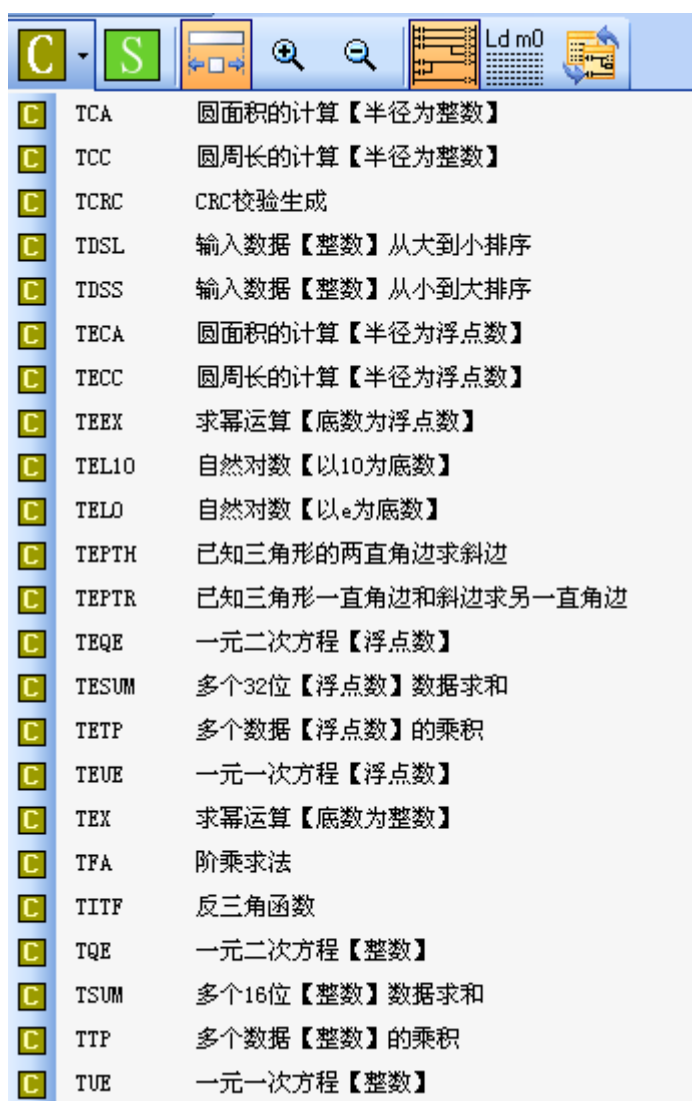 C S Ld m0
C TCA 圆面积的计算【半径为整数】
C TCC 圆周长的计算【半径为整数】
C TCRC CRC校验生成
C TDSL 输入数据【整数】从大到小排序
C TDSS 输入数据【整数】从小到大排序
C TECA 圆面积的计算【半径为浮点数】
C TECC 圆周长的计算【半径为浮点数】
C TEEX 求幂运算【底数为浮点数】
C TEL10 自然对数【以10为底数】
C TELO 自然对数【以e为底数】
C TEPTH 已知三角形的两直角边求斜边
C TEPTR 已知三角形一直角边和斜边求另一直角边
C TEQE 一元二次方程【浮点数】
C TESUM 多个32位【浮点数】数据求和
C TETP 多个数据【浮点数】的乘积
C TEUE 一元一次方程【浮点数】
C TEX 求幂运算【底数为整数】
C TFA 阶乘求法
C TITF 反三角函数
C TQE 一元二次方程【整数】
C TSUM 多个16位【整数】数据求和
C TTP 多个数据【整数】的乘积
C TUE 一元一次方程【整数】